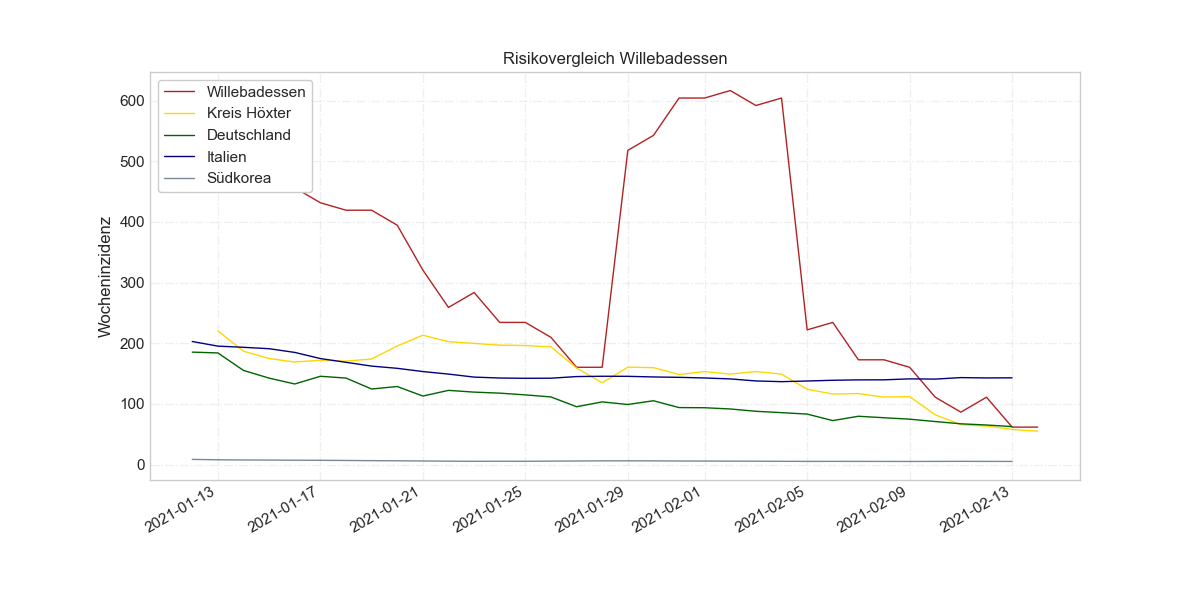 Risikovergleich Willebadessen
Willebadessen
Kreis Höxter
Deutschland
Italien
Südkorea
Wocheninzidenz
600
500
400
300
200
100
0
2021-01-13
2021-01-17
2021-01-21
2021-01-25
2021-01-29
2021-02-01
2021-02-05
2021-02-09
2021-02-13